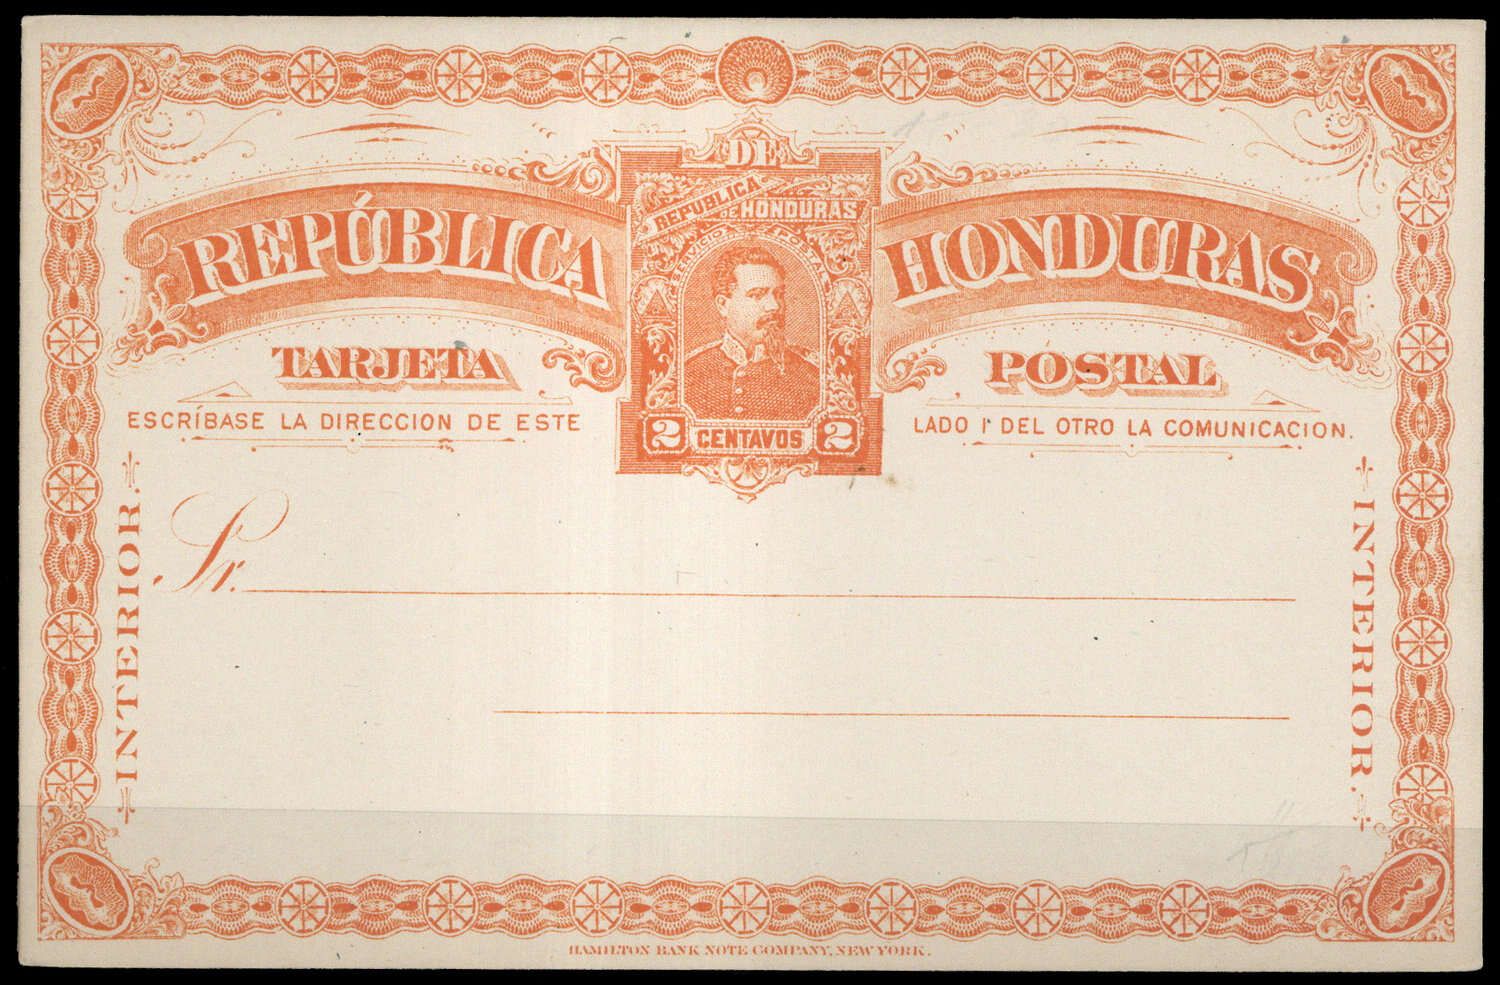 DE
REPÚBLICA HONDURAS
REPUBLICA
DE HONDURAS
SERVICIO POSTAL
TARJETA POSTAL
ESCRÍBASE LA DIRECCION DE ESTE LADO I' DEL OTRO LA COMUNICACION.
2 CENTAVOS 2
INTERIOR.
INTERIOR.
Sr.
HAMILTON BANK NOTE COMPANY, NEW YORK.